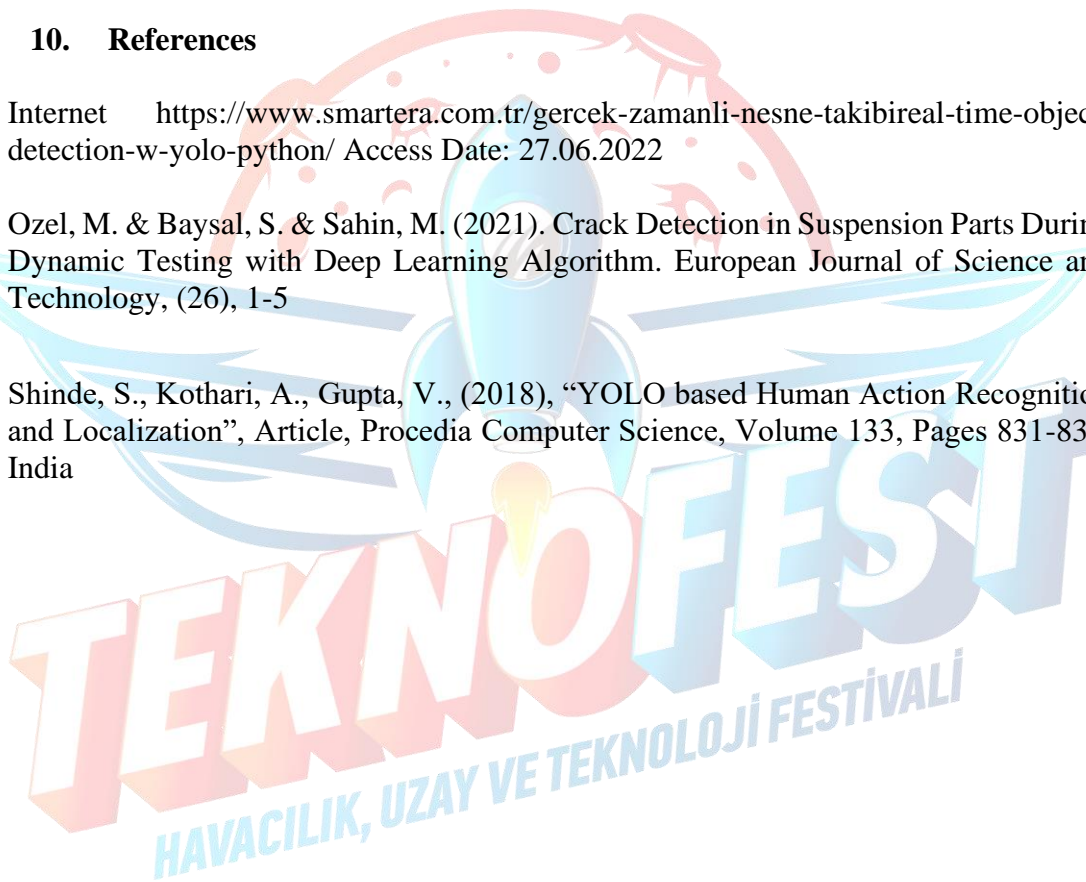 10. References
Internet https://www.smartera.com.tr/gercek-zamanli-nesne-takibireal-time-objec
detection-w-yolo-python/ Access Date: 27.06.2022
Ozel, M. & Baysal, S. & Sahin, M. (2021). Crack Detection in Suspension Parts Durin
Dynamic Testing with Deep Learning Algorithm. European Journal of Science an
Technology, (26), 1-5
Shinde, S., Kothari, A., Gupta, V., (2018), “YOLO based Human Action Recognitio
and Localization”, Article, Procedia Computer Science, Volume 133, Pages 831-83
India
TEKNOFEST
HAVACILIK, UZAY VE TEKNOLOJİ FESTİVALİ